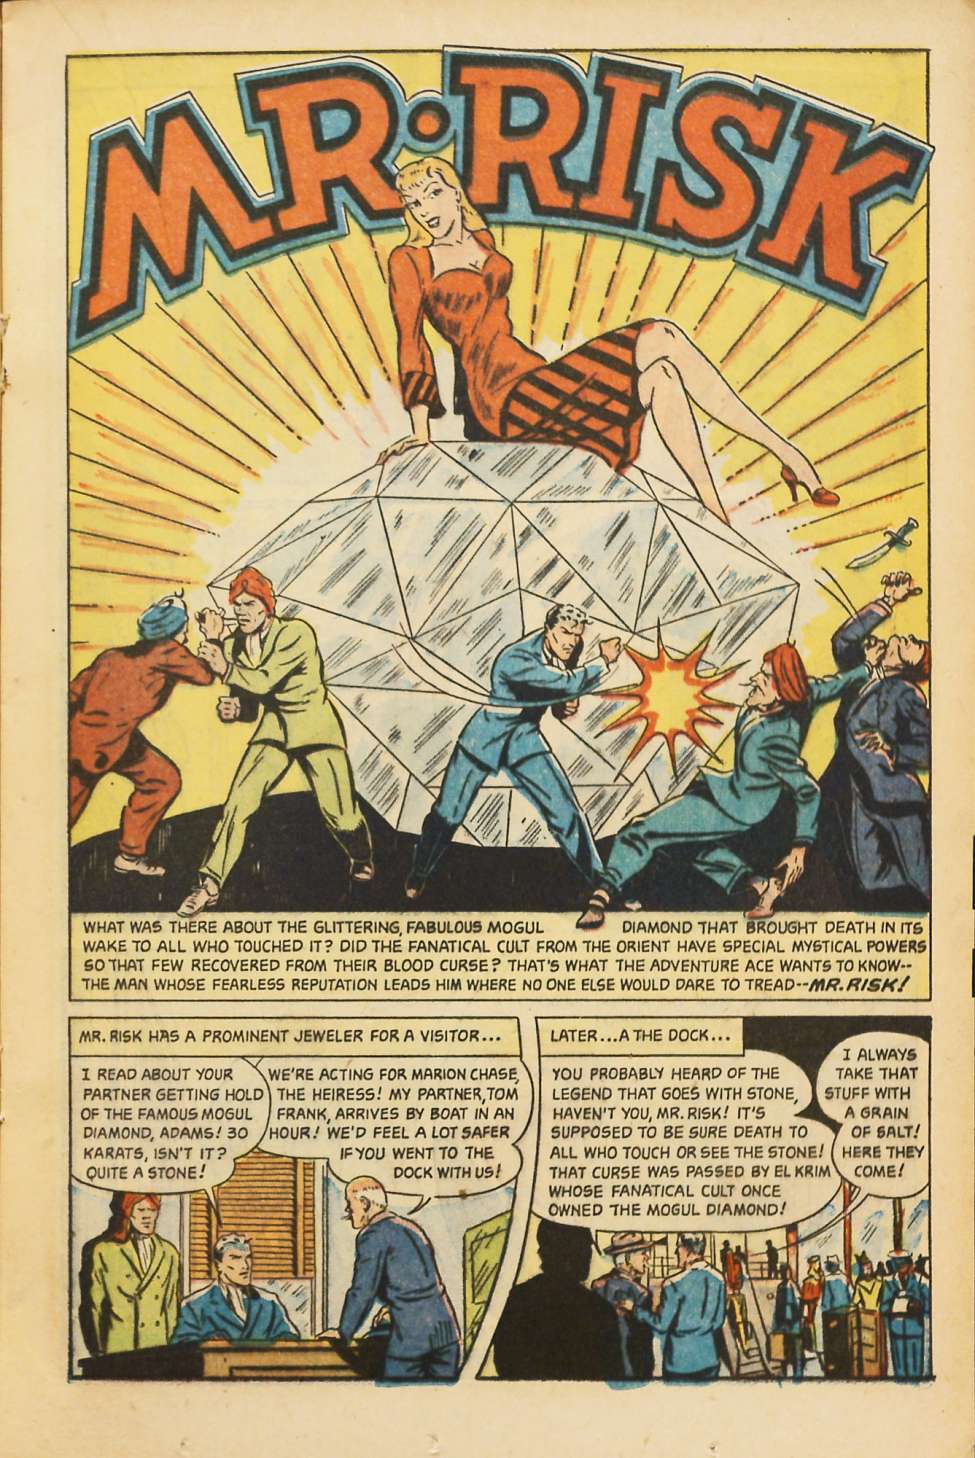 MR. RISK
WHAT WAS THERE ABOUT THE GLITTERING, FABULOUS MOGUL DIAMOND THAT BROUGHT DEATH IN ITS
WAKE TO ALL WHO TOUCHED IT? DID THE FANATICAL CULT FROM THE ORIENT HAVE SPECIAL MYSTICAL POWERS
SO THAT FEW RECOVERED FROM THEIR BLOOD CURSE? THAT'S WHAT THE ADVENTURE ACE WANTS TO KNOW--
THE MAN WHOSE FEARLESS REPUTATION LEADS HIM WHERE NO ONE ELSE WOULD DARE TO TREAD--MR. RISK!
MR. RISK HAS A PROMINENT JEWELER FOR A VISITOR...
I READ ABOUT YOUR
PARTNER GETTING HOLD
OF THE FAMOUS MOGUL
DIAMOND, ADAMS! 30
KARATS, ISN'T IT?
QUITE A STONE!
WE'RE ACTING FOR MARION CHASE,
THE HEIRESS! MY PARTNER, TOM
FRANK, ARRIVES BY BOAT IN AN
HOUR! WE'D FEEL A LOT SAFER
IF YOU WENT TO THE
DOCK WITH US!
LATER...A THE DOCK...
YOU PROBABLY HEARD OF THE
LEGEND THAT GOES WITH STONE,
HAVEN'T YOU, MR. RISK! IT'S
SUPPOSED TO BE SURE DEATH TO
ALL WHO TOUCH OR SEE THE STONE!
THAT CURSE WAS PASSED BY EL KRIM
WHOSE FANATICAL CULT ONCE
OWNED THE MOGUL DIAMOND!
I ALWAYS
TAKE THAT
STUFF WITH
A GRAIN
OF SALT!
HERE THEY
COME!